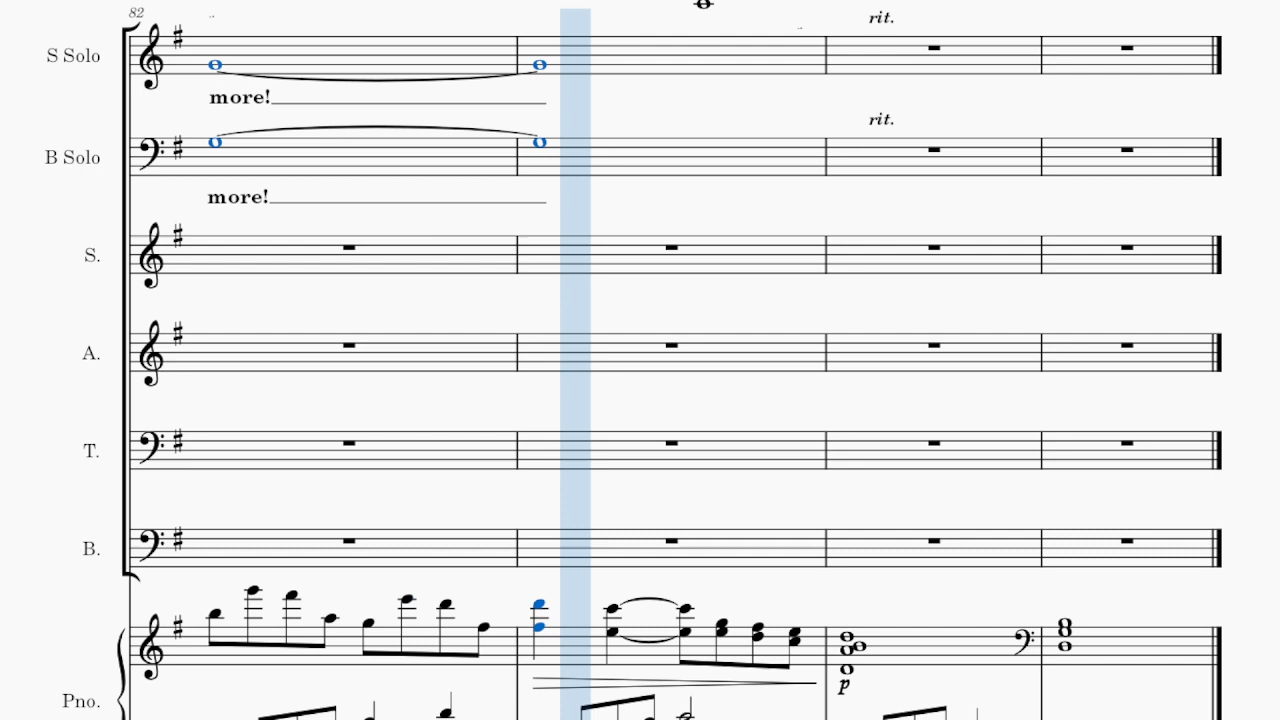 82
rit.
S Solo
more!
rit.
B Solo
more!
S.
A.
T.
B.
p
Pno.